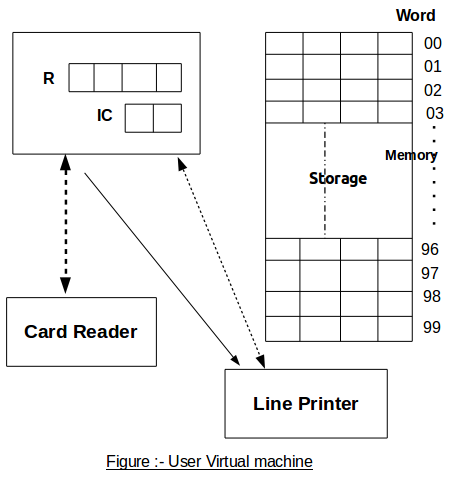 Word
R
IC
00
01
02
03
Memory
Storage
96
97
98
99
Card Reader
Line Printer
Figure :- User Virtual machine